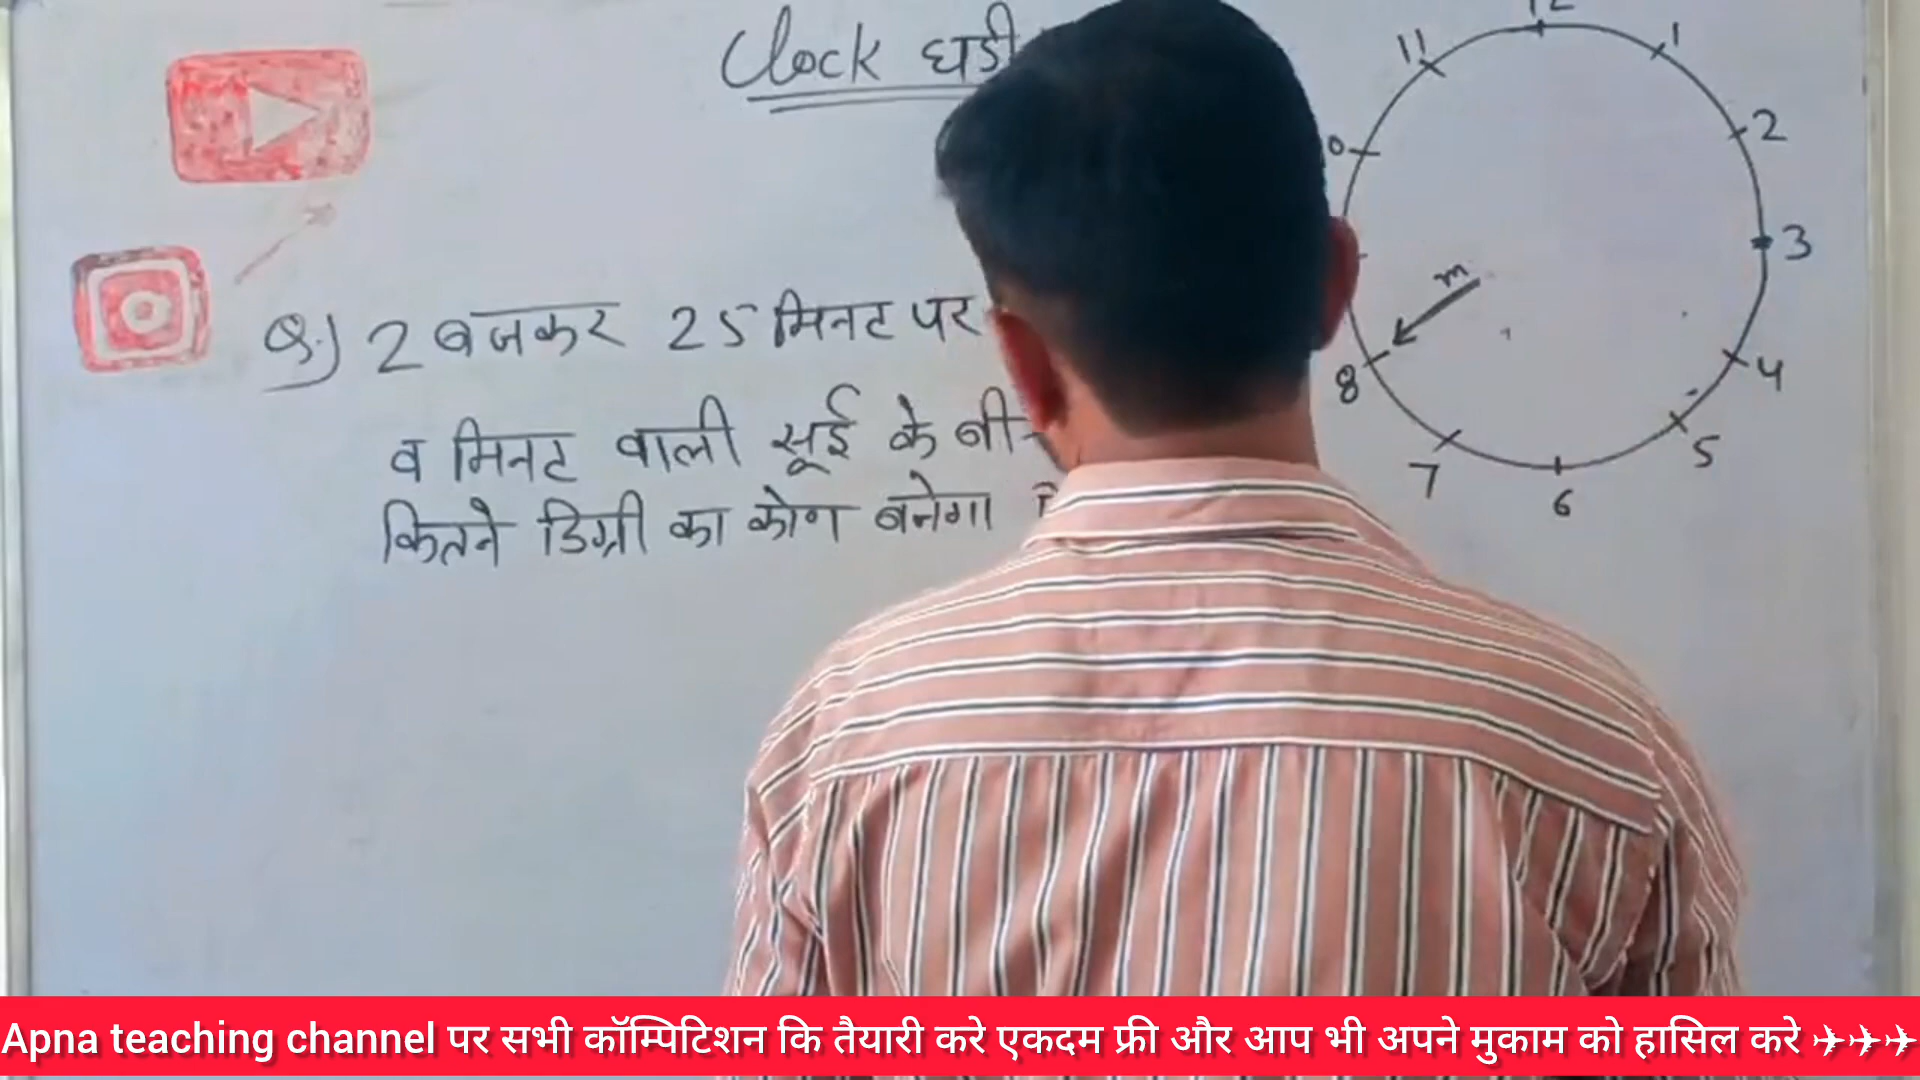 Clock घडी
11
1
2
3
4
5
6
7
8
m
Q.) 2 बजकर 25 मिनट पर
व मिनट वाली सूई के
कितने डिग्री का कोण बनेगा
Apna teaching channel पर सभी कॉम्पिटिशन कि तैयारी करे एकदम फ्री और आप भी अपने मुकाम को हासिल करे ✈✈✈